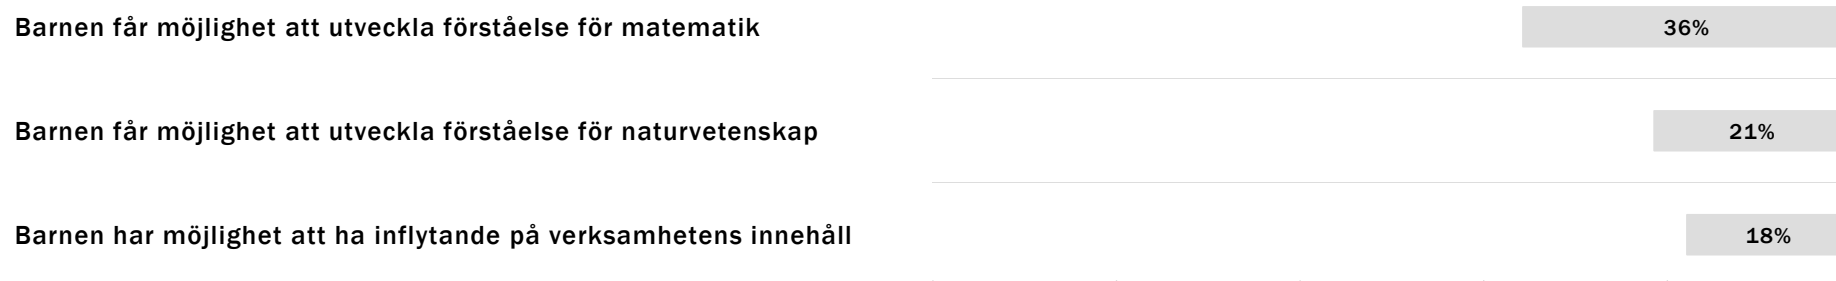 Barnen får möjlighet att utveckla förståelse för matematik 36%
Barnen får möjlighet att utveckla förståelse för naturvetenskap 21%
Barnen har möjlighet att ha inflytande på verksamhetens innehåll 18%